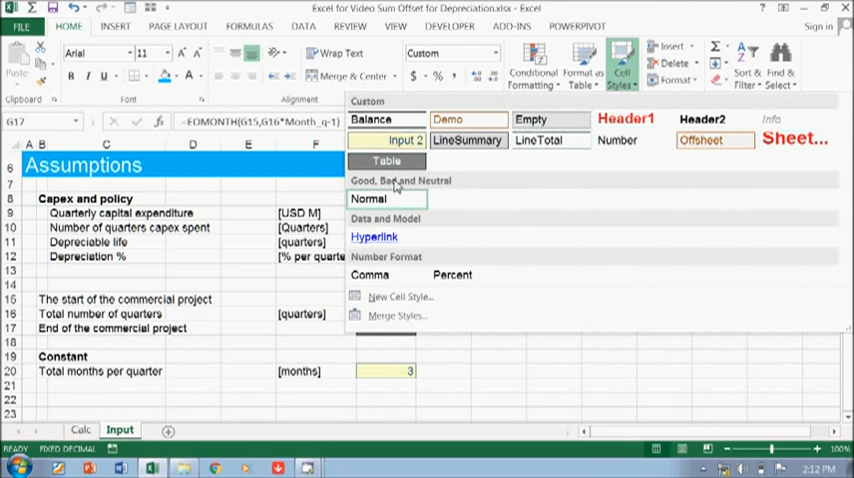 Excel for Video Sum Offset for Depreciation.xlsx - Excel
Sign in
FILE HOME INSERT PAGE LAYOUT FORMULAS DATA REVIEW VIEW DEVELOPER ADD-INS POWERPIVOT
Arial 11 A A Wrap Text Custom Insert
Paste B I U A Merge & Center $ % , Conditional Formatting Format as Table Cell Styles Delete Format Sort & Filter Find & Select
Clipboard Font Alignment
G17 =EOMONTH(G15,G16*Month_q-1)
A B C D E F
6 Assumptions
7
8 Capex and policy
9 Quarterly capital expenditure [USD M]
10 Number of quarters capex spent [Quarters]
11 Depreciable life [quarters]
12 Depreciation % [% per quarte
13
15 The start of the commercial project
16 Total number of quarters [quarters]
17 End of the commercial project
18
19 Constant
20 Total months per quarter [months] 3
21
22
23
Custom
Balance Demo Empty Header1 Header2 Info
Input 2 LineSummary LineTotal Number Offsheet Sheet...
Table
Good, Bad and Neutral
Normal
Data and Model
Hyperlink
Number Format
Comma Percent
New Cell Style...
Merge Styles...
Calc Input
READY FIXED DECIMAL 100%
2:12 PM